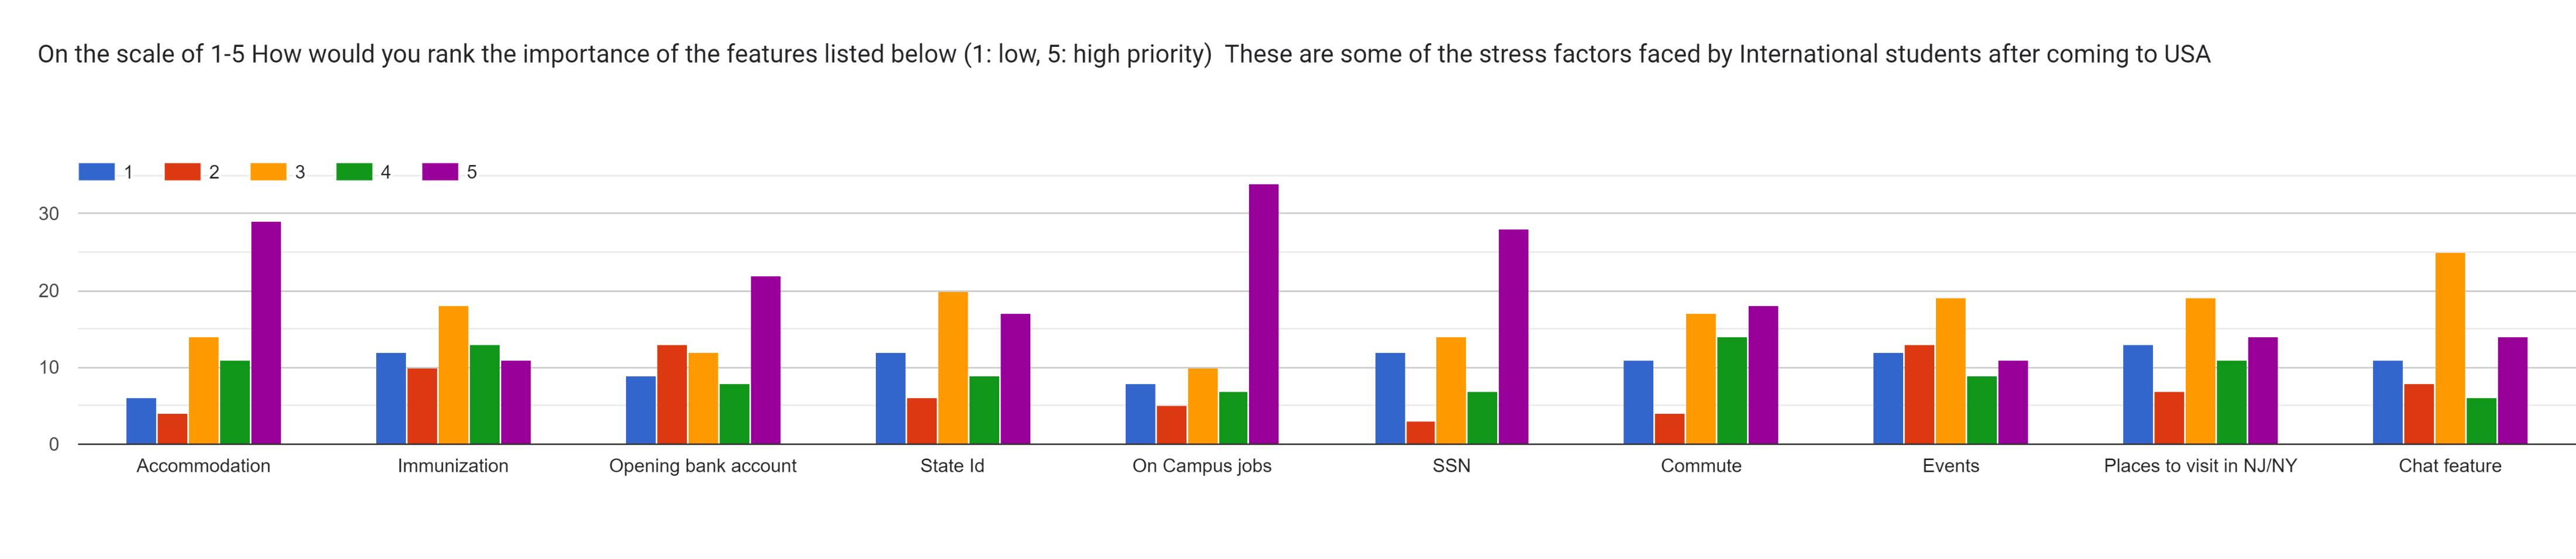 On the scale of 1-5 How would you rank the importance of the features listed below (1: low, 5: high priority)  These are some of the stress factors faced by International students after coming to USA
1 2 3 4 5
30
20
10
0
Accommodation Immunization Opening bank account State Id On Campus jobs SSN Commute Events Places to visit in NJ/NY Chat feature